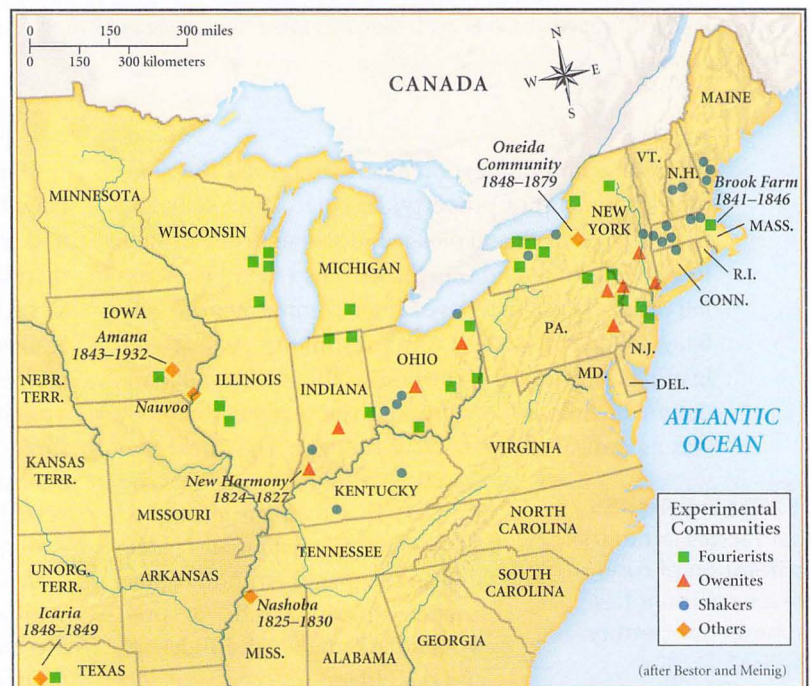 0 150 300 miles
0 150 300 kilometers
CANADA
N
W
E
S
MAINE
Oneida
Community
1848–1879
VT.
N.H.
Brook Farm
1841–1846
MINNESOTA
WISCONSIN
NEW
YORK
MASS.
MICHIGAN
R.I.
CONN.
IOWA
Amana
1843–1932
PA.
OHIO
N.J.
NEBR.
TERR.
ILLINOIS
INDIANA
MD.
DEL.
Nauvoo
ATLANTIC
OCEAN
VIRGINIA
KANSAS
TERR.
New Harmony
1824–1827
KENTUCKY
MISSOURI
NORTH
CAROLINA
TENNESSEE
UNORG.
TERR.
ARKANSAS
SOUTH
CAROLINA
Icaria
1848–1849
Nashoba
1825–1830
MISS.
ALABAMA
GEORGIA
TEXAS
Experimental
Communities
Fourierists
Owenites
Shakers
Others
(after Bestor and Meinig)